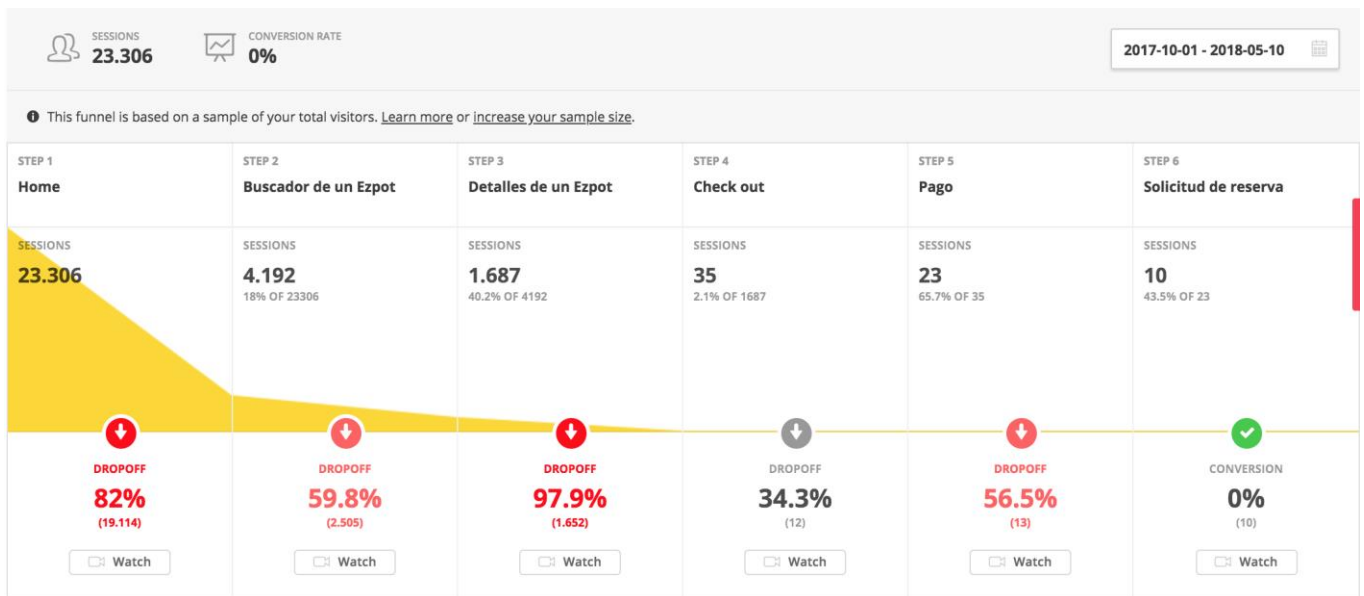 SESSIONS
23.306
CONVERSION RATE
0%
2017-10-01 - 2018-05-10
This funnel is based on a sample of your total visitors. Learn more or increase your sample size.
STEP 1
Home
SESSIONS
23.306
DROPOFF
82%
(19.114)
Watch
STEP 2
Buscador de un Ezpot
SESSIONS
4.192
18% OF 23306
DROPOFF
59.8%
(2.505)
Watch
STEP 3
Detalles de un Ezpot
SESSIONS
1.687
40.2% OF 4192
DROPOFF
97.9%
(1.652)
Watch
STEP 4
Check out
SESSIONS
35
2.1% OF 1687
DROPOFF
34.3%
(12)
Watch
STEP 5
Pago
SESSIONS
23
65.7% OF 35
DROPOFF
56.5%
(13)
Watch
STEP 6
Solicitud de reserva
SESSIONS
10
43.5% OF 23
CONVERSION
0%
(10)
Watch